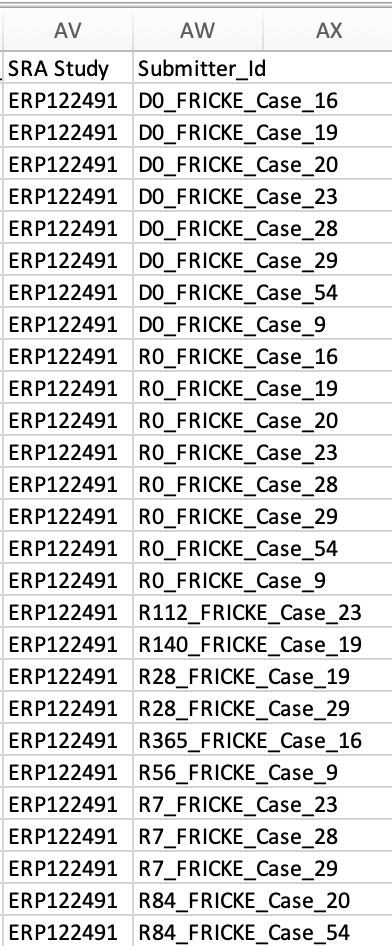 AV AW AX
SRA Study Submitter_Id
ERP122491 D0_FRICKE_Case_16
ERP122491 D0_FRICKE_Case_19
ERP122491 D0_FRICKE_Case_20
ERP122491 D0_FRICKE_Case_23
ERP122491 D0_FRICKE_Case_28
ERP122491 D0_FRICKE_Case_29
ERP122491 D0_FRICKE_Case_54
ERP122491 D0_FRICKE_Case_9
ERP122491 R0_FRICKE_Case_16
ERP122491 R0_FRICKE_Case_19
ERP122491 R0_FRICKE_Case_20
ERP122491 R0_FRICKE_Case_23
ERP122491 R0_FRICKE_Case_28
ERP122491 R0_FRICKE_Case_29
ERP122491 R0_FRICKE_Case_54
ERP122491 R0_FRICKE_Case_9
ERP122491 R112_FRICKE_Case_23
ERP122491 R140_FRICKE_Case_19
ERP122491 R28_FRICKE_Case_19
ERP122491 R28_FRICKE_Case_29
ERP122491 R365_FRICKE_Case_16
ERP122491 R56_FRICKE_Case_9
ERP122491 R7_FRICKE_Case_23
ERP122491 R7_FRICKE_Case_28
ERP122491 R7_FRICKE_Case_29
ERP122491 R84_FRICKE_Case_20
ERP122491 R84_FRICKE_Case_54